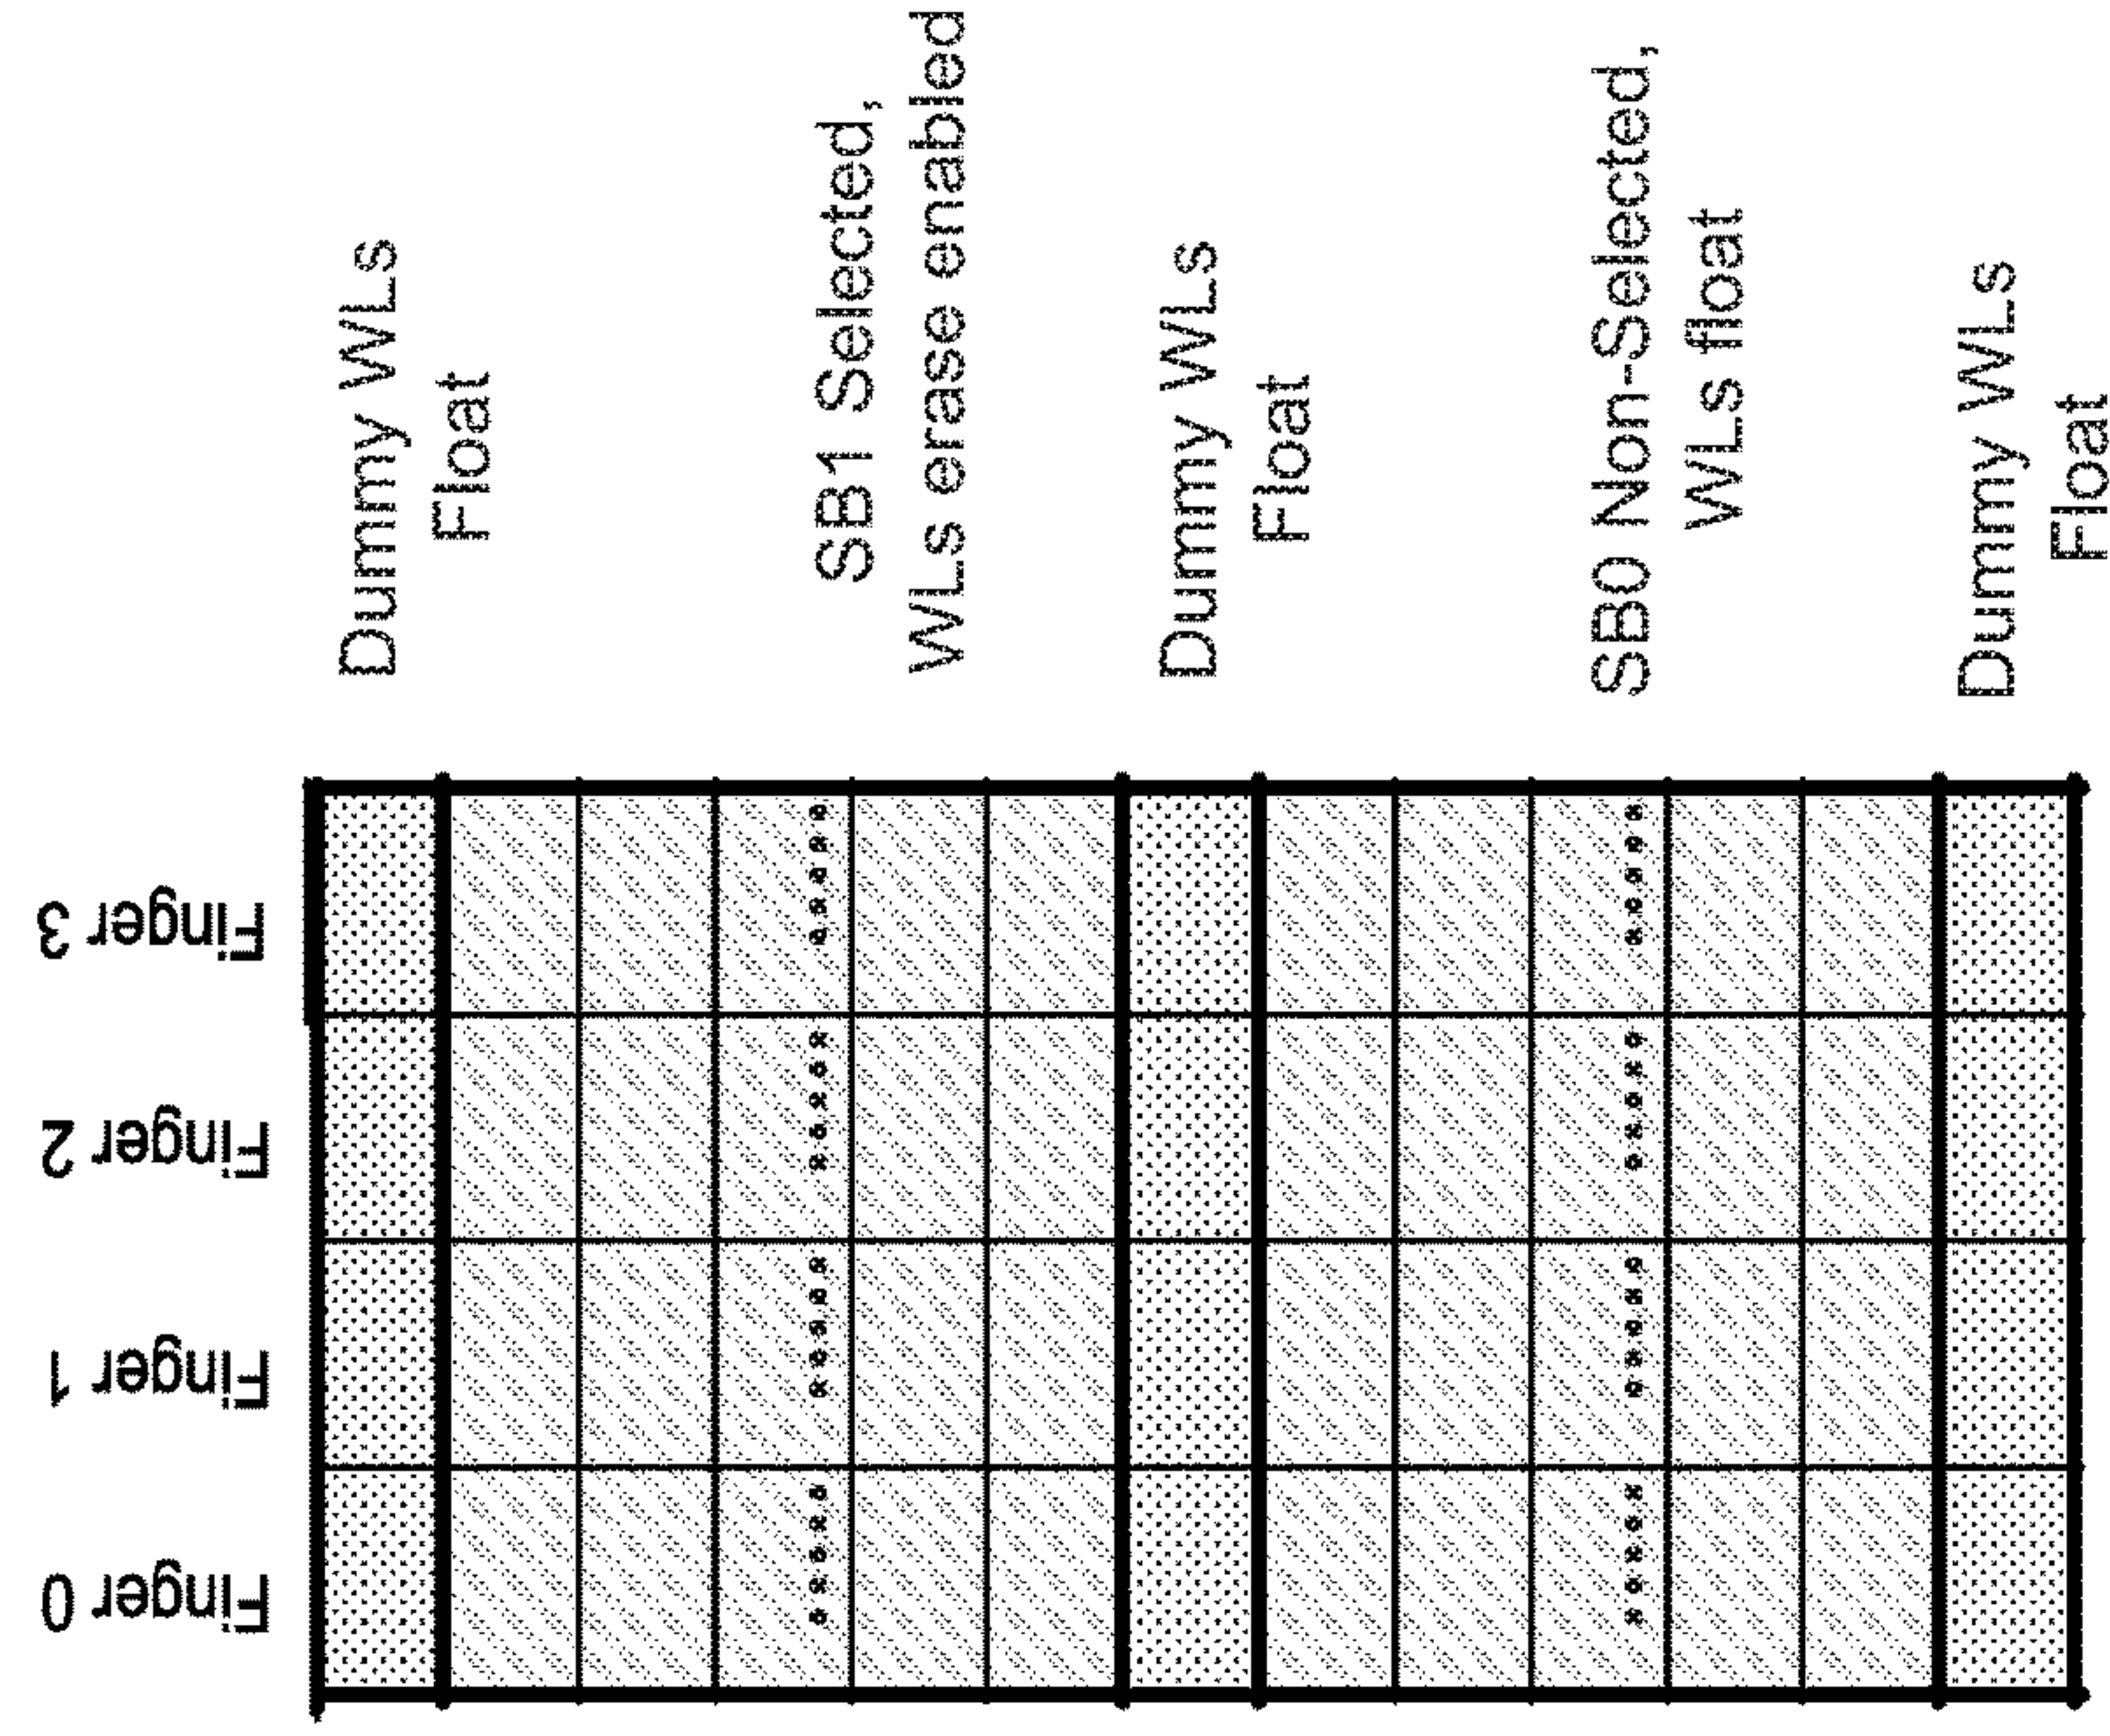 Finger 0
Finger 1
Finger 2
Finger 3
Dummy WLs
Float
SB1 Selected,
WLs erase enabled
Dummy WLs
Float
SB0 Non-Selected,
WLs float
Dummy WLs
Float